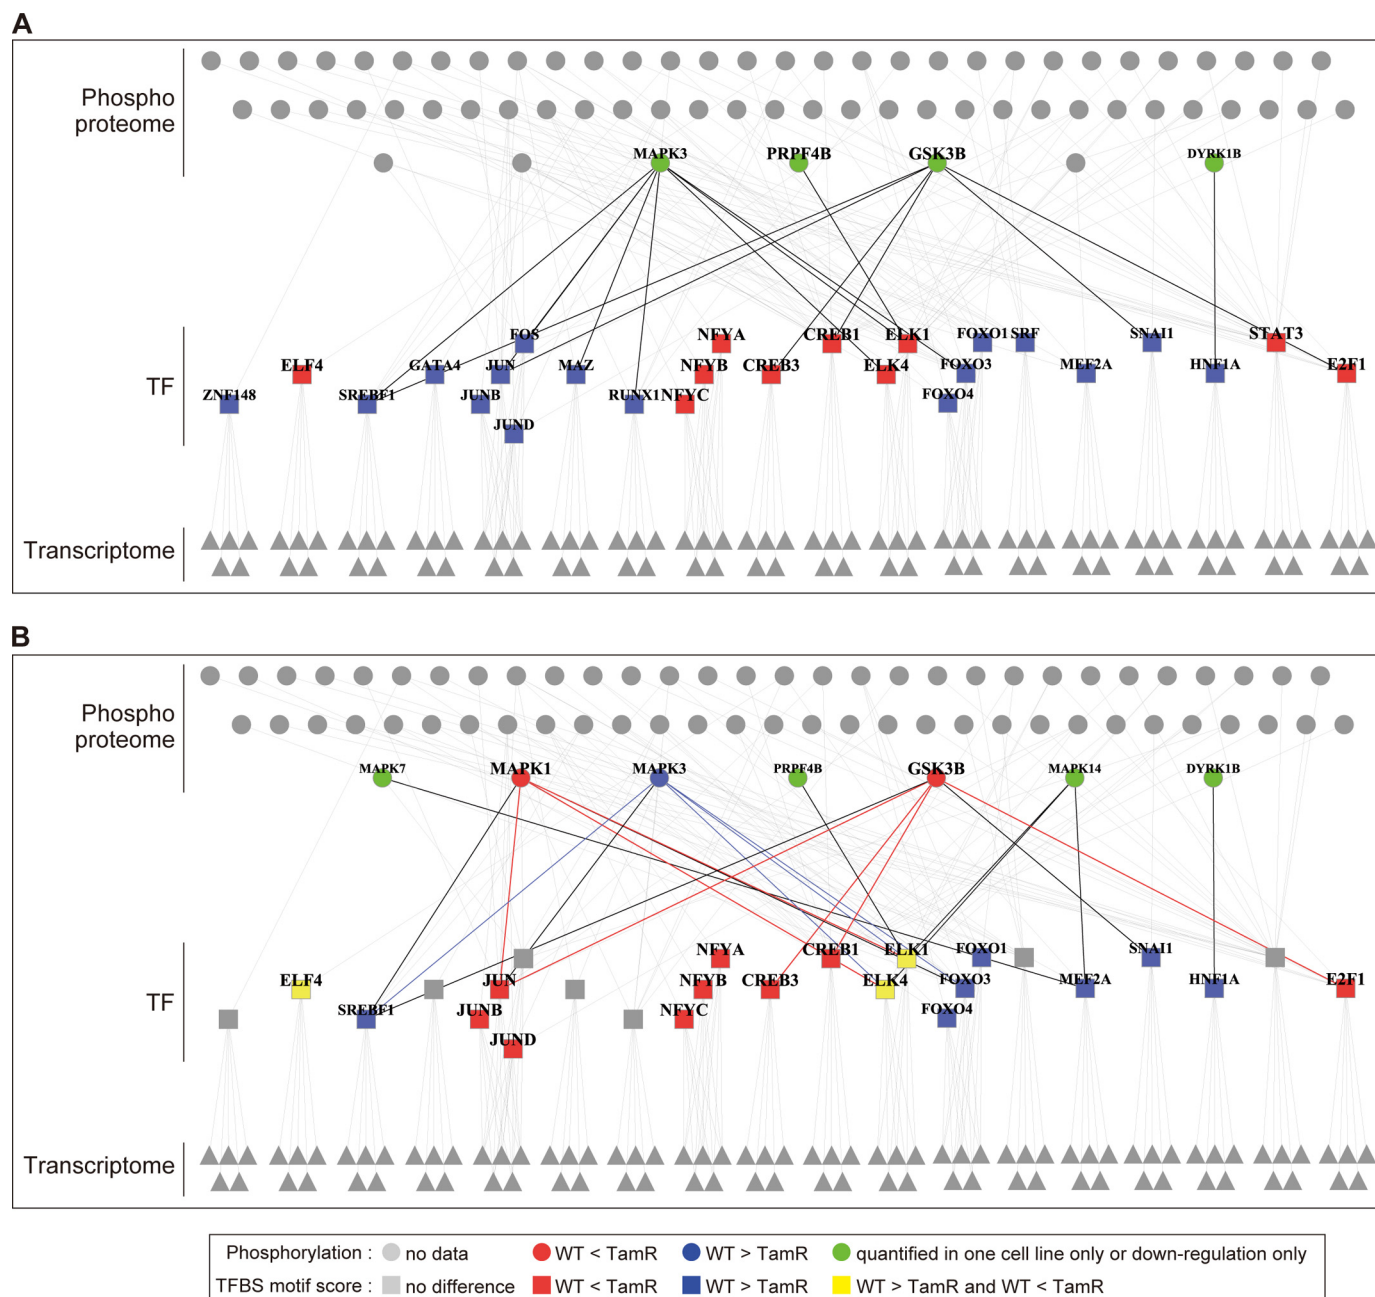 A
Phospho
proteome
MAPK3 PRPF4B GSK3B DYRK1B
TF
FOS NFYA CREB1 ELK1 FOXO1 SRF SNAI1 STAT3
ELF4 GATA4 JUN MAZ NFYB CREB3 ELK4 FOXO3 MEF2A HNF1A E2F1
ZNF148 SREBF1 JUNB RUNX1 NFYC FOXO4
JUND
Transcriptome
B
Phospho
proteome
MAPK7 MAPK1 MAPK3 PRPF4B GSK3B MAPK14 DYRK1B
TF
NFYA CREB1 ELK1 FOXO1 SNAI1
ELF4 JUN NFYB CREB3 ELK4 FOXO3 MEF2A HNF1A E2F1
SREBF1 JUNB NFYC FOXO4
JUND
Transcriptome
Phosphorylation : no data WT < TamR WT > TamR quantified in one cell line only or down-regulation only
TFBS motif score : no difference WT < TamR WT > TamR WT > TamR and WT < TamR